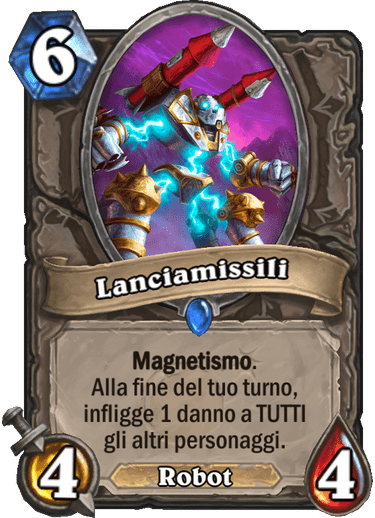 6
Lanciamissili
Magnetismo.
Alla fine del tuo turno,
infligge 1 danno a TUTTI
gli altri personaggi.
4 Robot 4